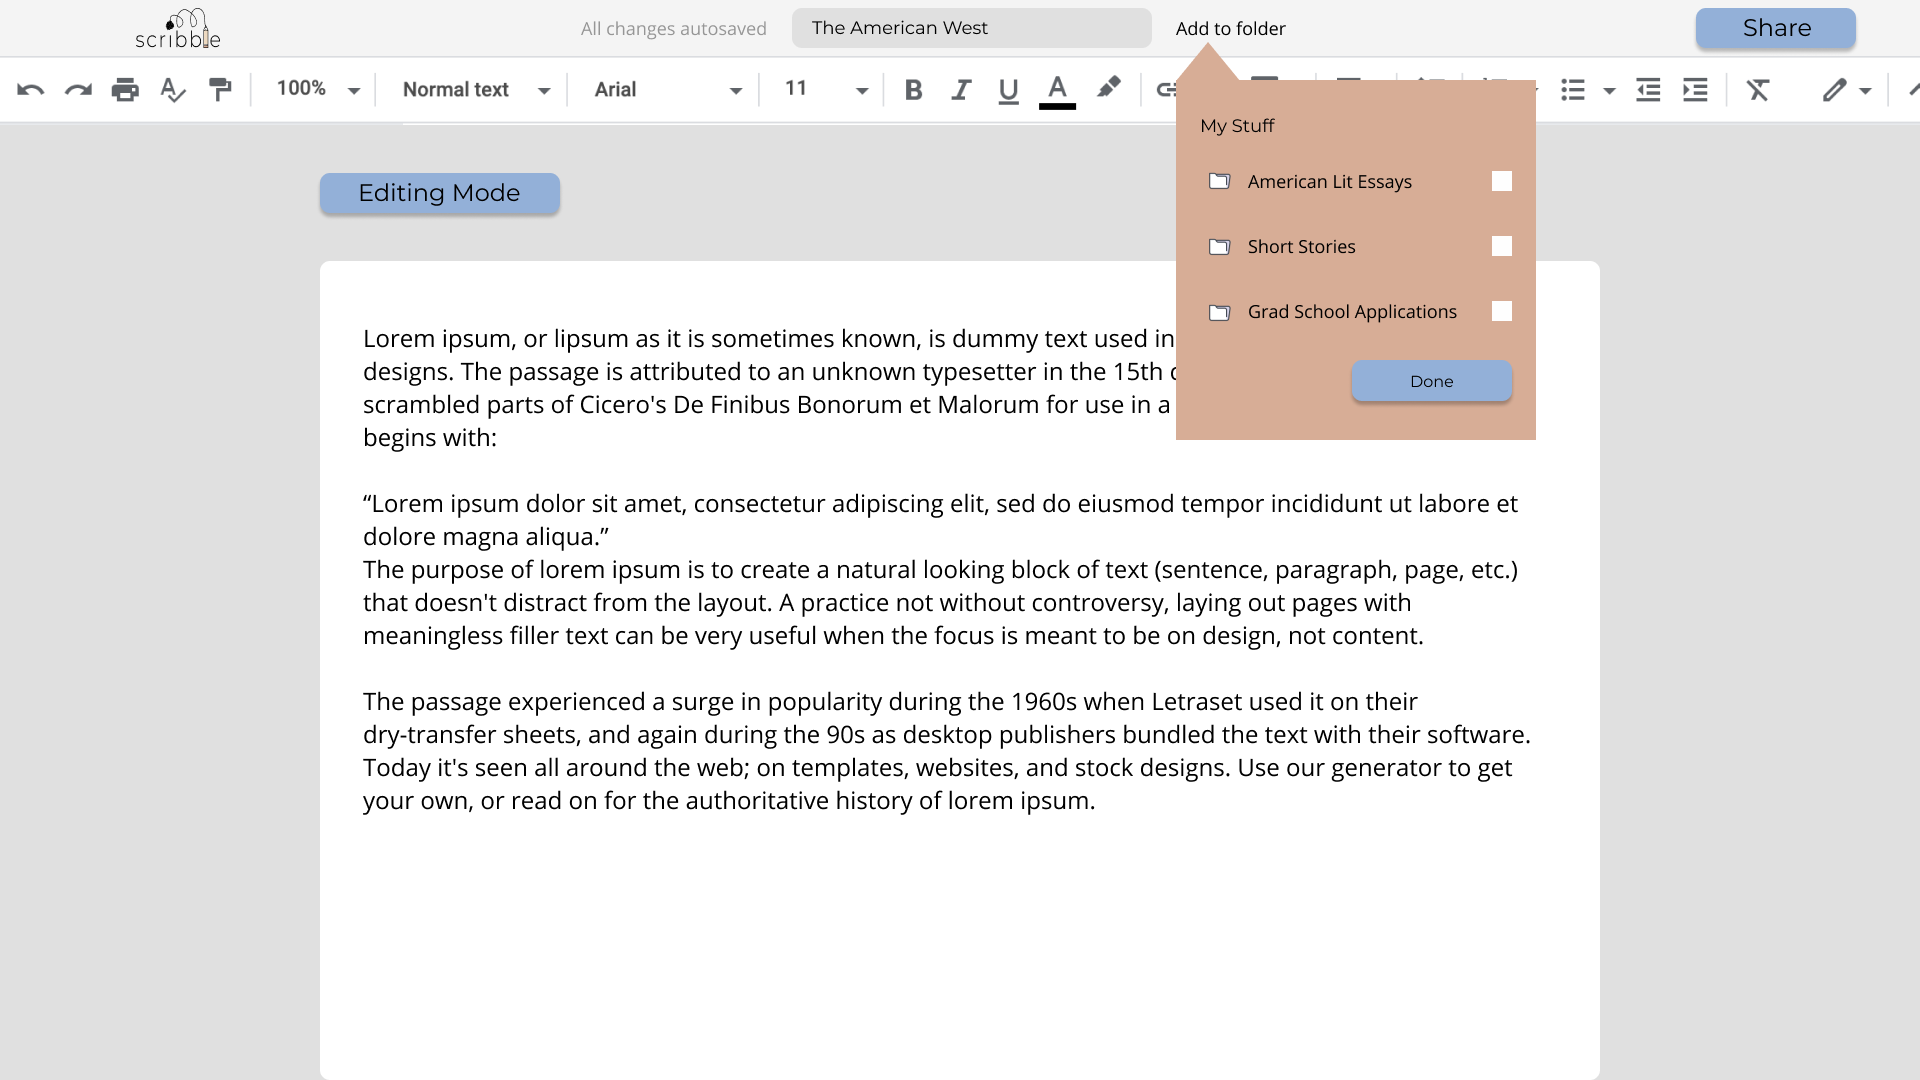 scribble
All changes autosaved
The American West
Add to folder
Share
100%
Normal text
Arial
11
B
I
U
A
My Stuff
American Lit Essays
Short Stories
Grad School Applications
Done
Editing Mode
Lorem ipsum, or lipsum as it is sometimes known, is dummy text used in
designs. The passage is attributed to an unknown typesetter in the 15th
scrambled parts of Cicero's De Finibus Bonorum et Malorum for use in a
begins with:
“Lorem ipsum dolor sit amet, consectetur adipiscing elit, sed do eiusmod tempor incididunt ut labore et
dolore magna aliqua.”
The purpose of lorem ipsum is to create a natural looking block of text (sentence, paragraph, page, etc.)
that doesn't distract from the layout. A practice not without controversy, laying out pages with
meaningless filler text can be very useful when the focus is meant to be on design, not content.
The passage experienced a surge in popularity during the 1960s when Letraset used it on their
dry-transfer sheets, and again during the 90s as desktop publishers bundled the text with their software.
Today it's seen all around the web; on templates, websites, and stock designs. Use our generator to get
your own, or read on for the authoritative history of lorem ipsum.